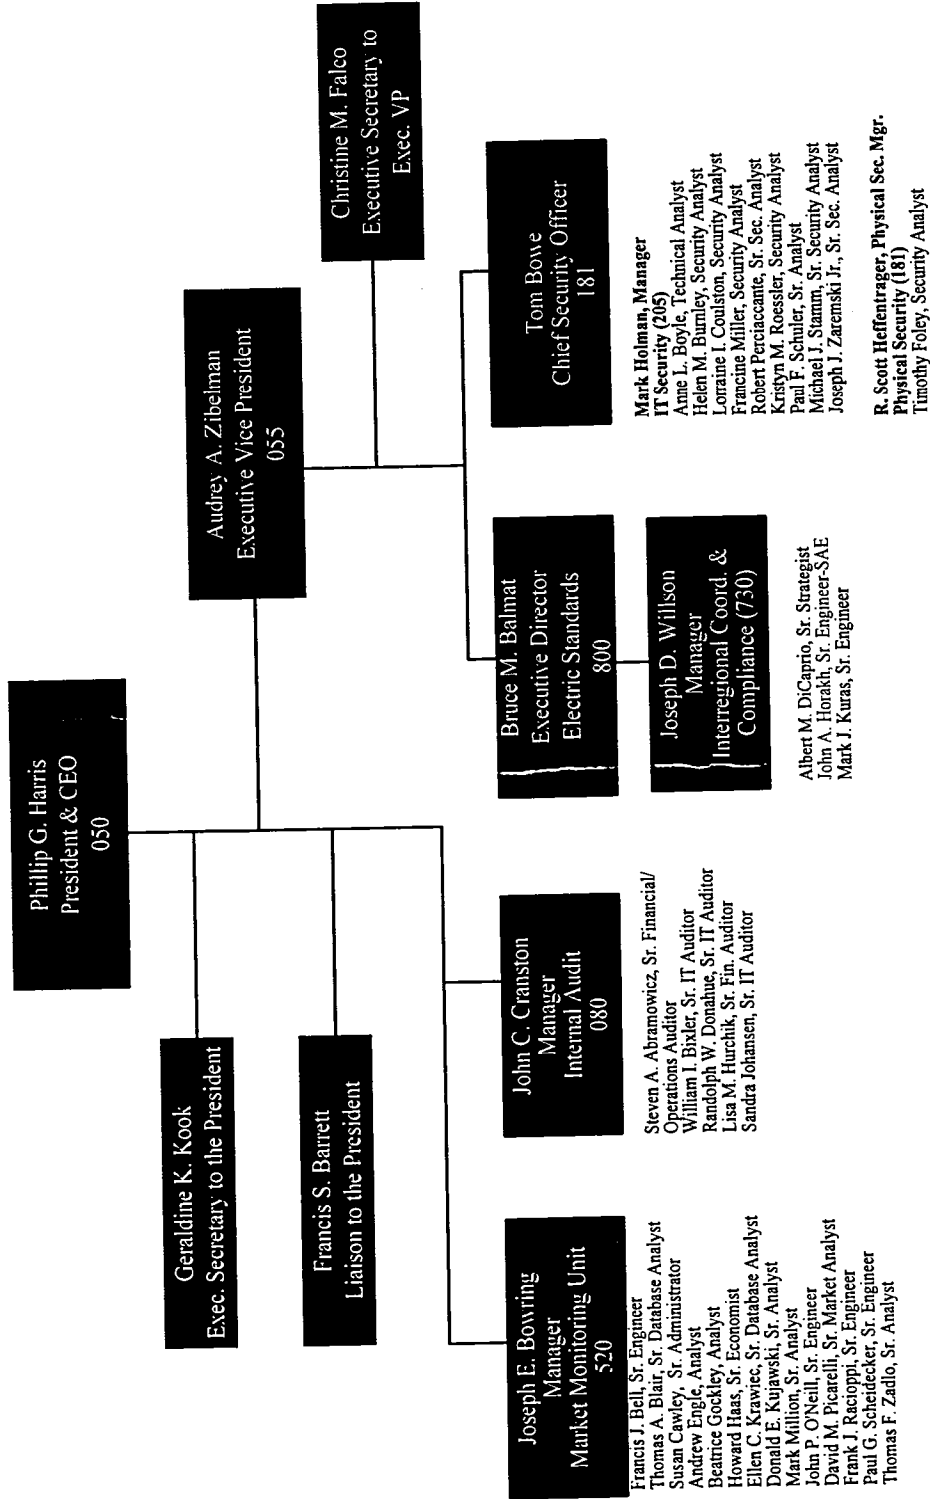 Phillip G. Harris
President & CEO
050
Geraldine K. Kook
Exec. Secretary to the President
Francis S. Barrett
Liaison to the President
Audrey A. Zibelman
Executive Vice President
055
Christine M. Falco
Executive Secretary to
Exec. VP
Joseph E. Bowring
Manager
Market Monitoring Unit
520
Francis J. Bell, Sr. Engineer
Thomas A. Blair, Sr. Database Analyst
Susan Cawley, Sr. Administrator
Andrew Engle, Analyst
Beatrice Gockley, Analyst
Howard Haas, Sr. Economist
Ellen C. Krawiec, Sr. Database Analyst
Donald E. Kujawski, Sr. Analyst
Mark Million, Sr. Analyst
John P. O'Neill, Sr. Engineer
David M. Picarelli, Sr. Market Analyst
Frank J. Racioppi, Sr. Engineer
Paul G. Scheidecker, Sr. Engineer
Thomas F. Zadlo, Sr. Analyst
John C. Cranston
Manager
Internal Audit
080
Steven A. Abramowicz, Sr. Financial/
Operations Auditor
William I. Bixler, Sr. IT Auditor
Randolph W. Donahue, Sr. IT Auditor
Lisa M. Hurchik, Sr. Fin. Auditor
Sandra Johansen, Sr. IT Auditor
Bruce M. Balmat
Executive Director
Electric Standards
800
Joseph D. Willson
Manager
Interregional Coord. &
Compliance (730)
Albert M. DiCaprio, Sr. Strategist
John A. Horakh, Sr. Engineer-SAE
Mark J. Kuras, Sr. Engineer
Tom Bowe
Chief Security Officer
181
Mark Holman, Manager
IT Security (205)
Anne L. Boyle, Technical Analyst
Helen M. Burnley, Security Analyst
Lorraine I. Coulston, Security Analyst
Francine Miller, Security Analyst
Robert Perciaccante, Sr. Sec. Analyst
Kristyn M. Roessler, Security Analyst
Paul F. Schuler, Sr. Analyst
Michael J. Stamm, Sr. Security Analyst
Joseph J. Zaremski Jr., Sr. Sec. Analyst
R. Scott Heffentrager, Physical Sec. Mgr.
Physical Security (181)
Timothy Foley, Security Analyst